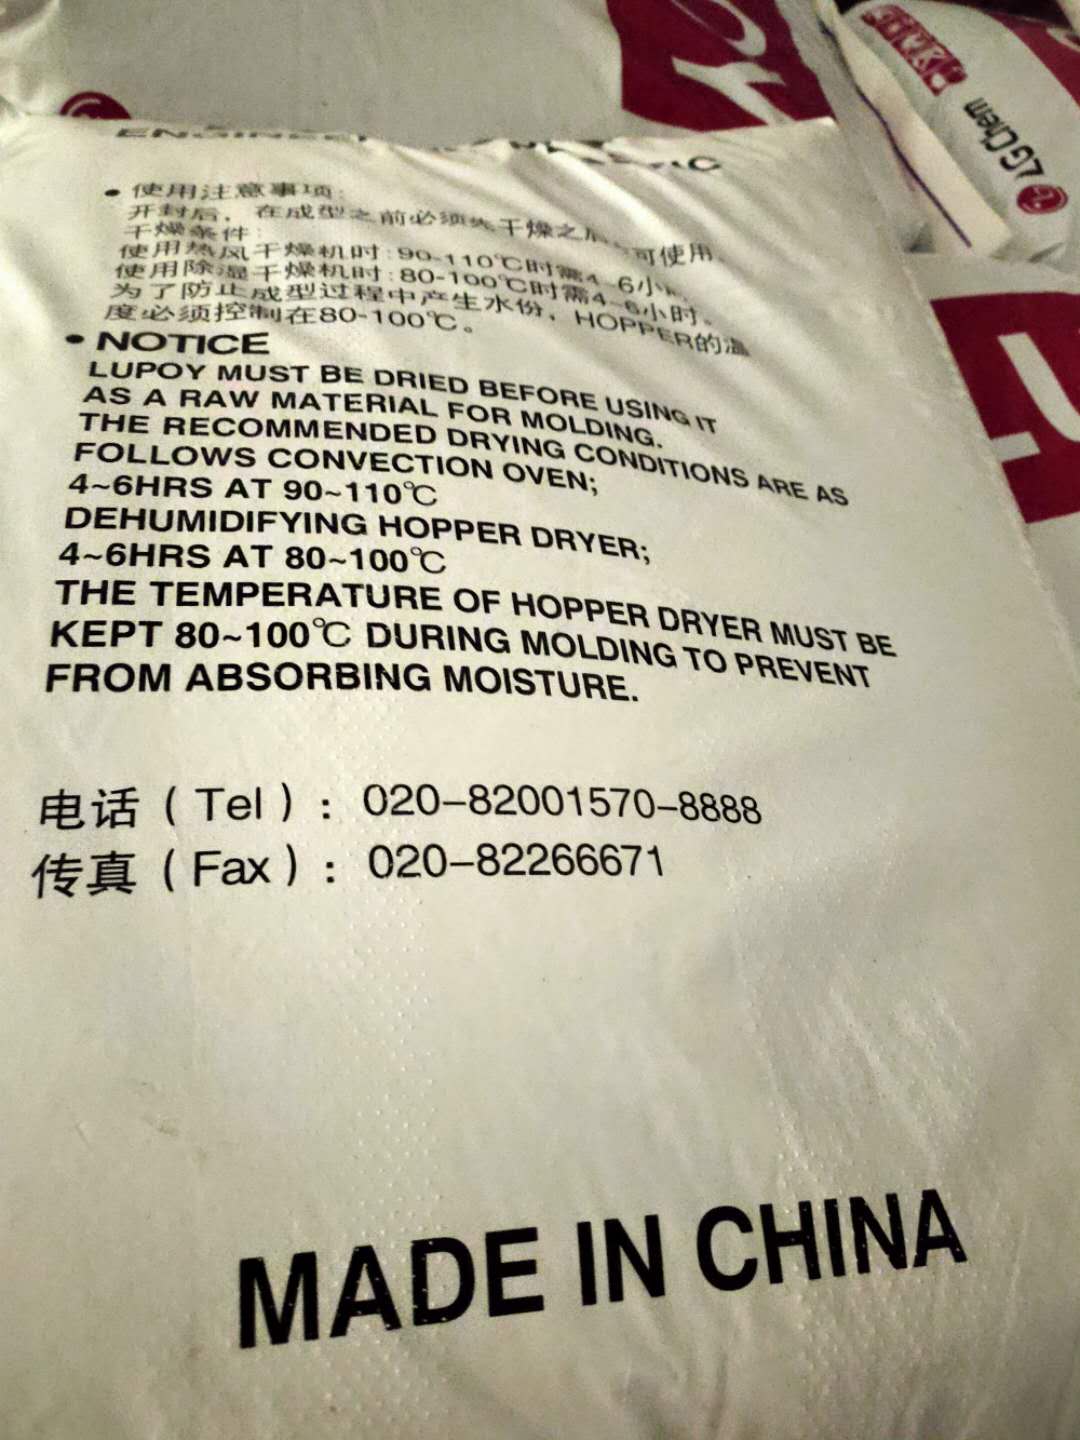 LG Chem
使用注意事项:
开封后，在成型之前必须先干燥之后 可使用.
干燥条件:
使用热风干燥机时:90-110℃时需4-6小
使用除湿干燥机时:80-100℃时需4-6小时。
为了防止成型过程中产生水份，HOPPER的温
度必须控制在80-100℃。
• NOTICE
LUPOY MUST BE DRIED BEFORE USING IT
AS A RAW MATERIAL FOR MOLDING.
THE RECOMMENDED DRYING CONDITIONS ARE AS
FOLLOWS CONVECTION OVEN;
4~6HRS AT 90~110℃
DEHUMIDIFYING HOPPER DRYER;
4~6HRS AT 80~100℃
THE TEMPERATURE OF HOPPER DRYER MUST BE
KEPT 80~100℃ DURING MOLDING TO PREVENT
FROM ABSORBING MOISTURE.
电话（Tel）: 020-82001570-8888
传真（Fax）: 020-82266671
MADE IN CHINA